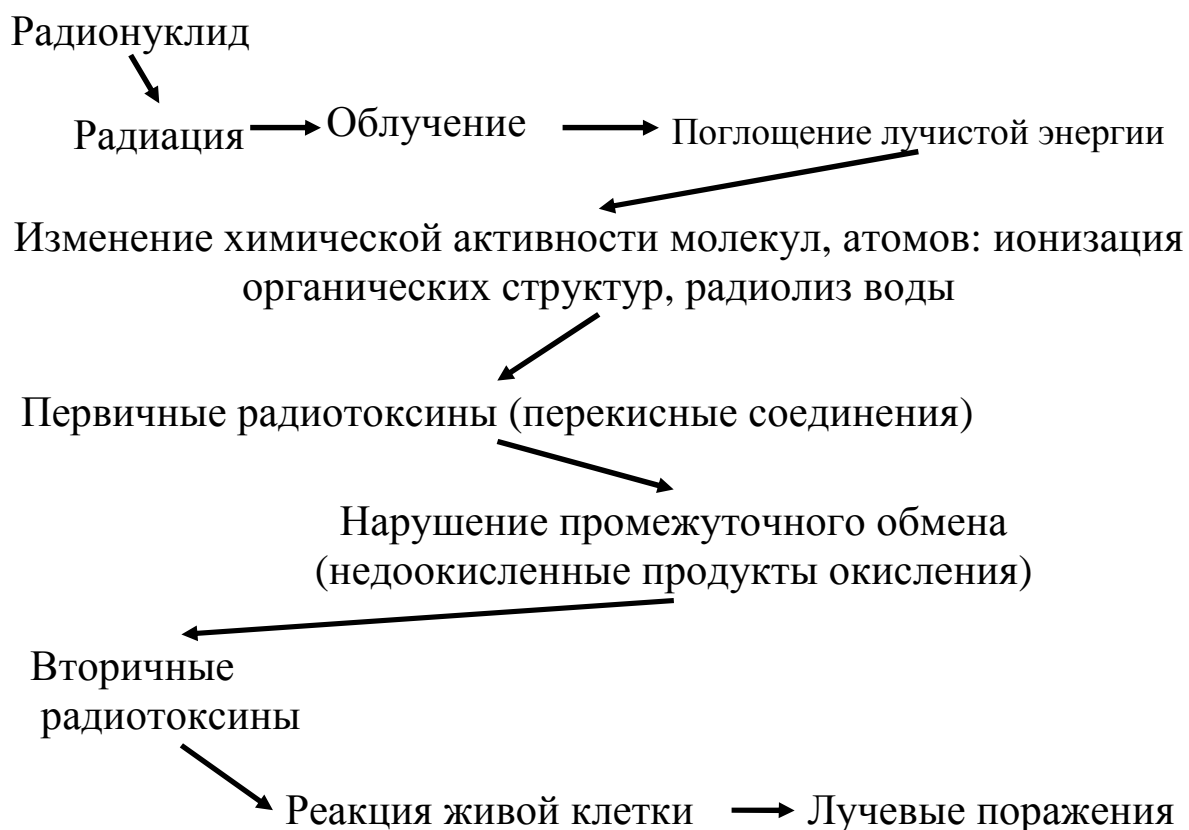 Радионуклид
Радиация Облучение Поглощение лучистой энергии
Изменение химической активности молекул, атомов: ионизация
органических структур, радиолиз воды
Первичные радиотоксины (перекисные соединения)
Нарушение промежуточного обмена
(недоокисленные продукты окисления)
Вторичные
радиотоксины
Реакция живой клетки Лучевые поражения